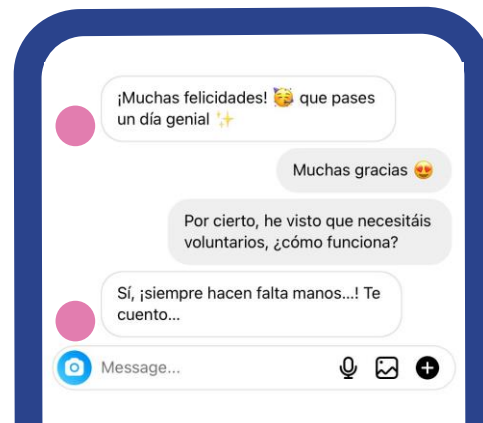 ¡Muchas felicidades! 🥳 que pases
un día genial ✨
Muchas gracias 😍
Por cierto, he visto que necesitáis
voluntarios, ¿cómo funciona?
Sí, ¡siempre hacen falta manos...! Te
cuento...
Message...